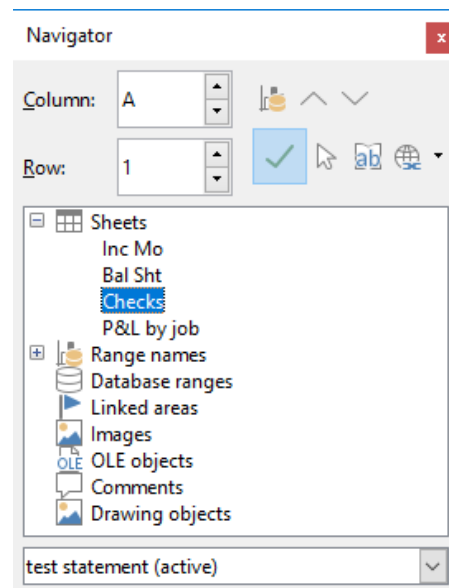 Navigator
x
Column: A
Row: 1
ab
Sheets
Inc Mo
Bal Sht
Checks
P&L by job
Range names
Database ranges
Linked areas
Images
OLE OLE objects
Comments
Drawing objects
test statement (active)